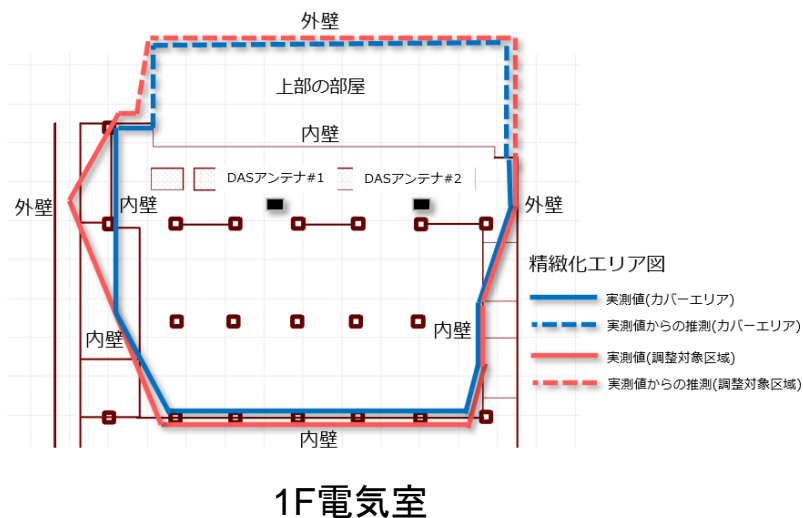 外壁
上部の部屋
内壁
DASアンテナ#1
DASアンテナ#2
外壁
内壁
外壁
精緻化エリア図
実測値(カバーエリア)
実測値からの推測(カバーエリア)
内壁
内壁
実測値(調整対象区域)
実測値からの推測(調整対象区域)
内壁
1F電気室